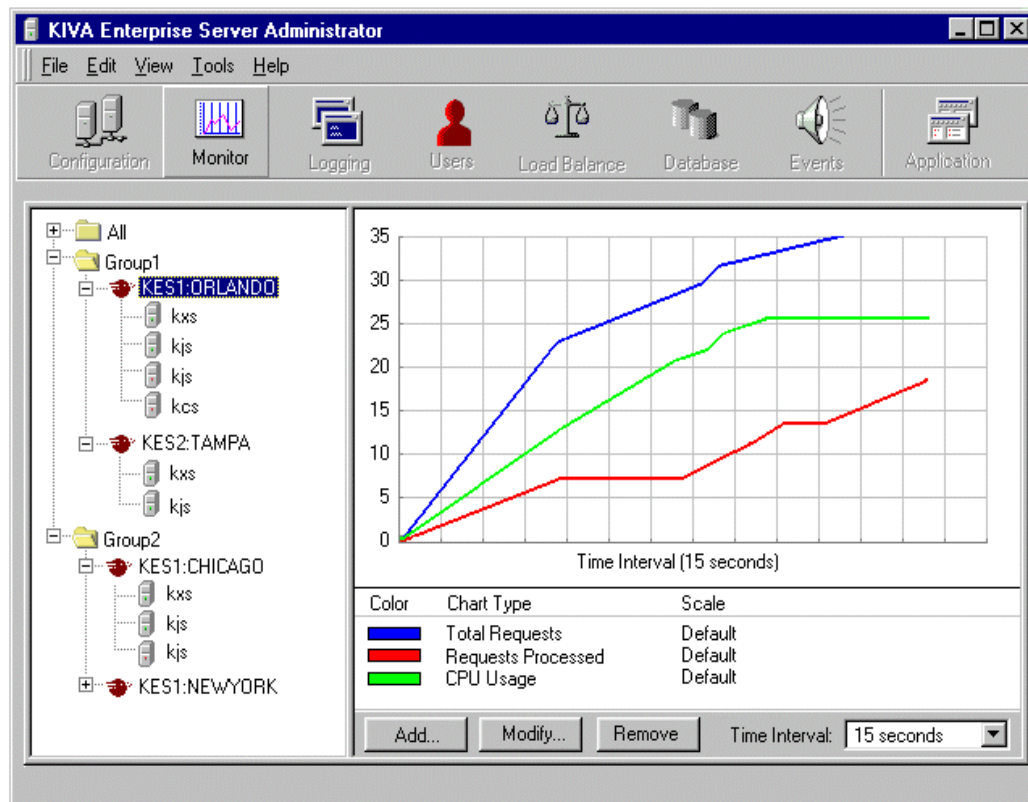 KIVA Enterprise Server Administrator
File Edit View Tools Help
Configuration Monitor Logging Users Load Balance Database Events Application
All
Group1
KES1:ORLANDO
kxs
kjs
kjs
kcs
KES2:TAMPA
kxs
kjs
Group2
KES1:CHICAGO
kxs
kjs
kjs
KES1:NEWYORK
35
30
25
20
15
10
5
0
Time Interval (15 seconds)
Color Chart Type Scale
Total Requests Default
Requests Processed Default
CPU Usage Default
Add... Modify... Remove Time Interval: 15 seconds